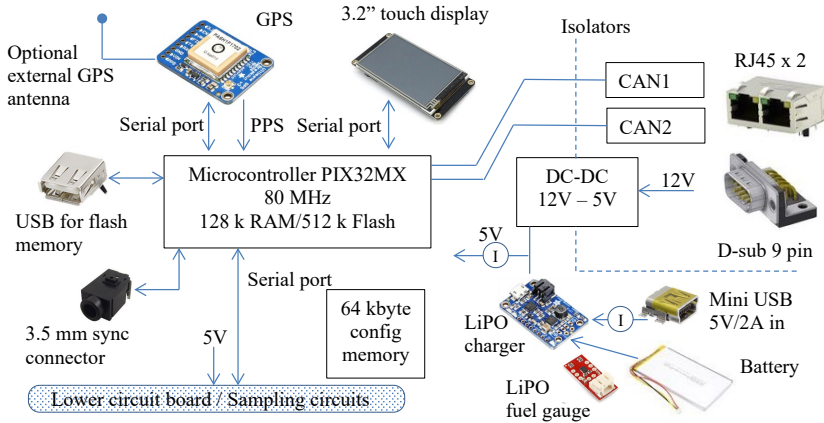 GPS
3.2” touch display
Isolators
Optional
external GPS
antenna
RJ45 x 2
CAN1
CAN2
Serial port
PPS
Serial port
Microcontroller PIX32MX
80 MHz
128 k RAM/512 k Flash
DC-DC
12V – 5V
12V
USB for flash
memory
5V
I
D-sub 9 pin
Serial port
3.5 mm sync
connector
5V
64 kbyte
config
memory
LiPO
charger
I
Mini USB
5V/2A in
LiPO
fuel gauge
Battery
Lower circuit board / Sampling circuits